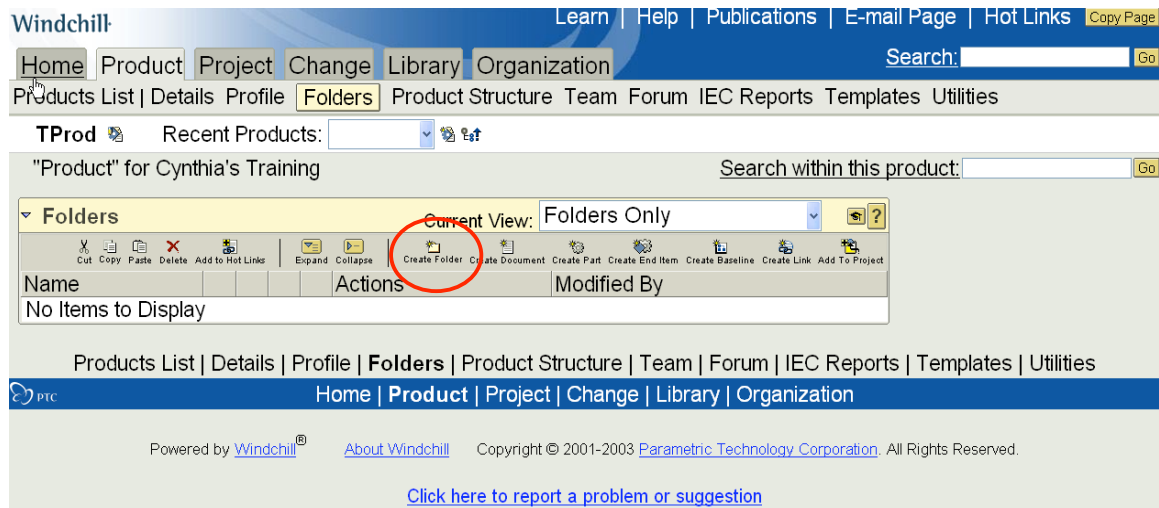 Windchill Learn | Help | Publications | E-mail Page | Hot Links Copy Page
Home Product Project Change Library Organization Search: Go
Products List | Details Profile Folders Product Structure Team Forum IEC Reports Templates Utilities
TProd Recent Products:
"Product" for Cynthia's Training Search within this product: Go
Folders Current View: Folders Only ?
Cut Copy Paste Delete Add to Hot Links Expand Collapse Create Folder Create Document Create Part Create End Item Create Baseline Create Link Add To Project
Name Actions Modified By
No Items to Display
Products List | Details | Profile | Folders | Product Structure | Team | Forum | IEC Reports | Templates | Utilities
PTC Home | Product | Project | Change | Library | Organization
Powered by Windchill® About Windchill Copyright © 2001-2003 Parametric Technology Corporation. All Rights Reserved.
Click here to report a problem or suggestion